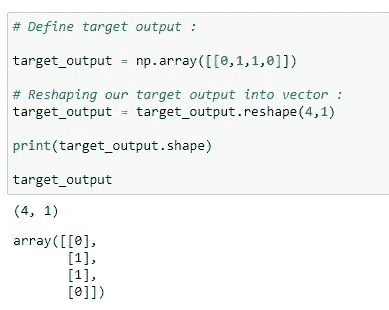 # Define target output :
target_output = np.array([[0,1,1,0]])
# Reshaping our target output into vector :
target_output = target_output.reshape(4,1)
print(target_output.shape)
target_output
(4, 1)
array([[0],
       [1],
       [1],
       [0]])